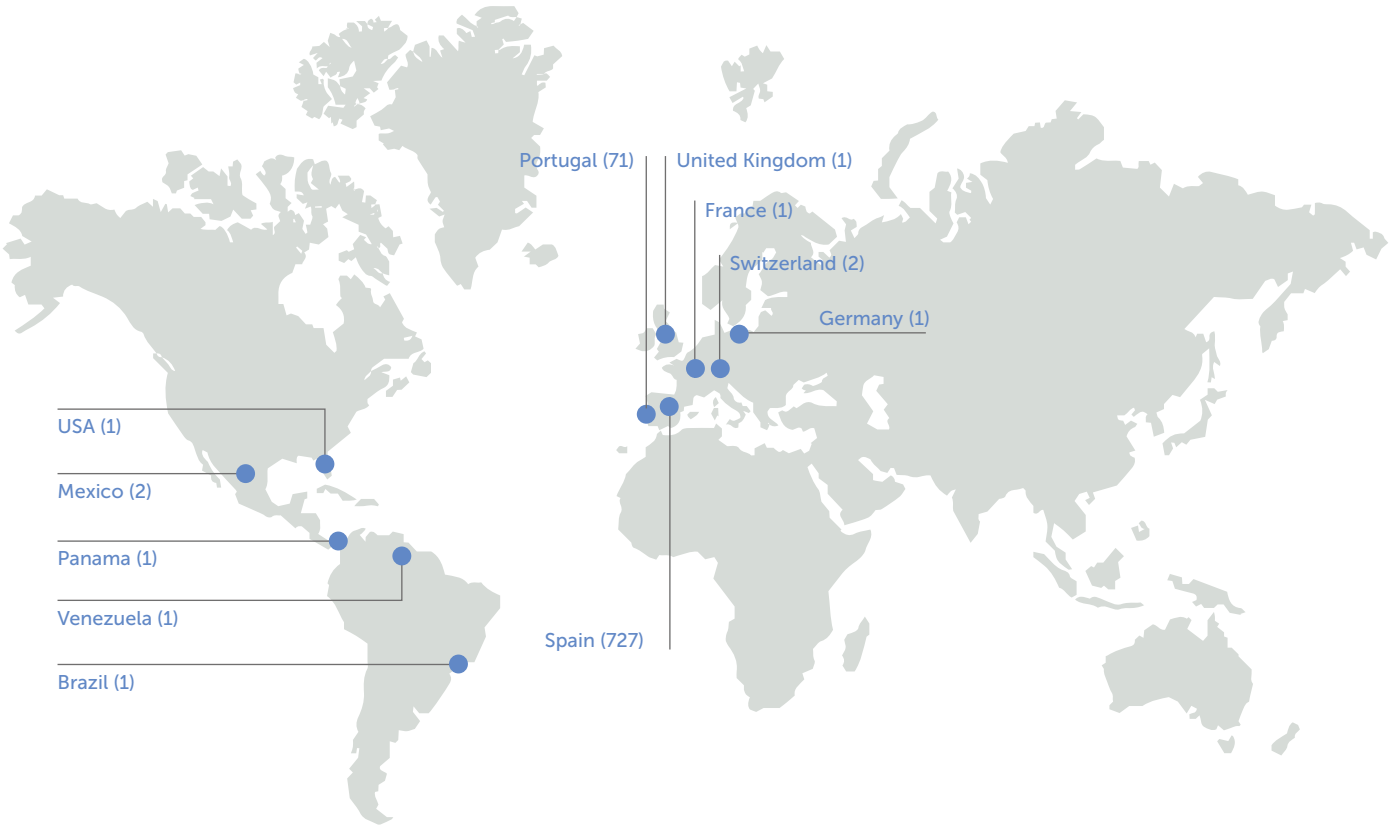 Portugal (71)
United Kingdom (1)
France (1)
Switzerland (2)
Germany (1)
USA (1)
Mexico (2)
Panama (1)
Venezuela (1)
Spain (727)
Brazil (1)